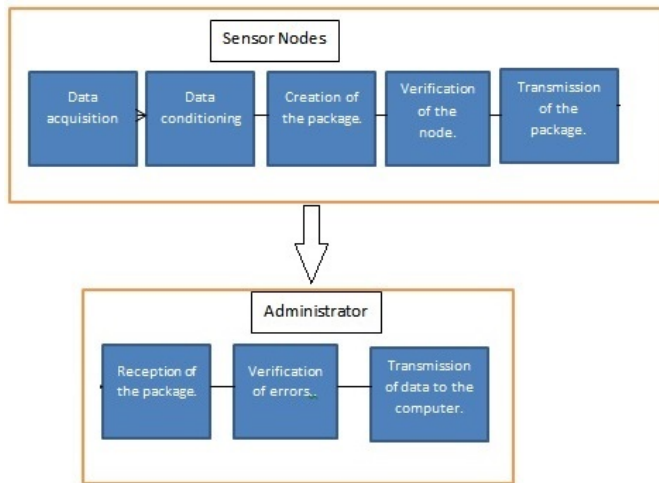 Sensor Nodes
Data
acquisition
Data
conditioning
Creation of
the package.
Verification
of the
node.
Transmission
of the
package.
Administrator
Reception of
the package.
Verification
of errors..
Transmission
of data to the
computer.